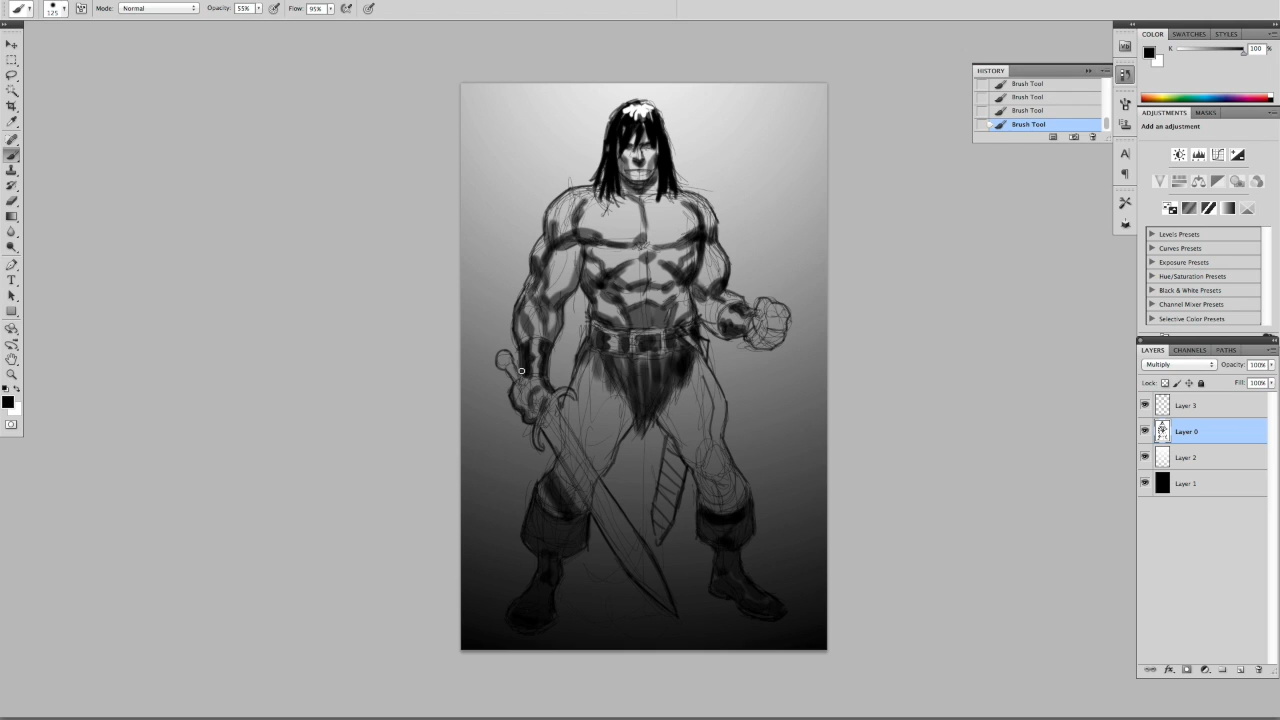 125 Mode: Normal Opacity: 55% Flow: 95%
COLOR SWATCHES STYLES
K 100 %
HISTORY
Brush Tool
Brush Tool
Brush Tool
Brush Tool
ADJUSTMENTS MASKS
Add an adjustment
Levels Presets
Curves Presets
Exposure Presets
Hue/Saturation Presets
Black & White Presets
Channel Mixer Presets
Selective Color Presets
LAYERS CHANNELS PATHS
Multiply Opacity: 100%
Lock: Fill: 100%
Layer 3
Layer 0
Layer 2
Layer 1